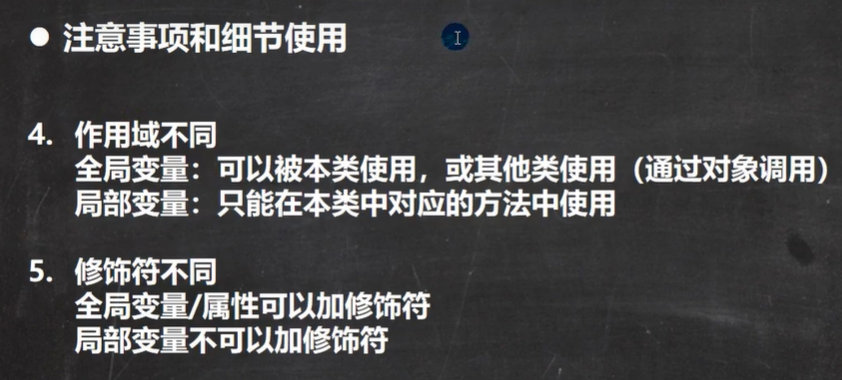 ● 注意事项和细节使用
4. 作用域不同
全局变量：可以被本类使用，或其他类使用（通过对象调用）
局部变量：只能在本类中对应的方法中使用
5. 修饰符不同
全局变量/属性可以加修饰符
局部变量不可以加修饰符